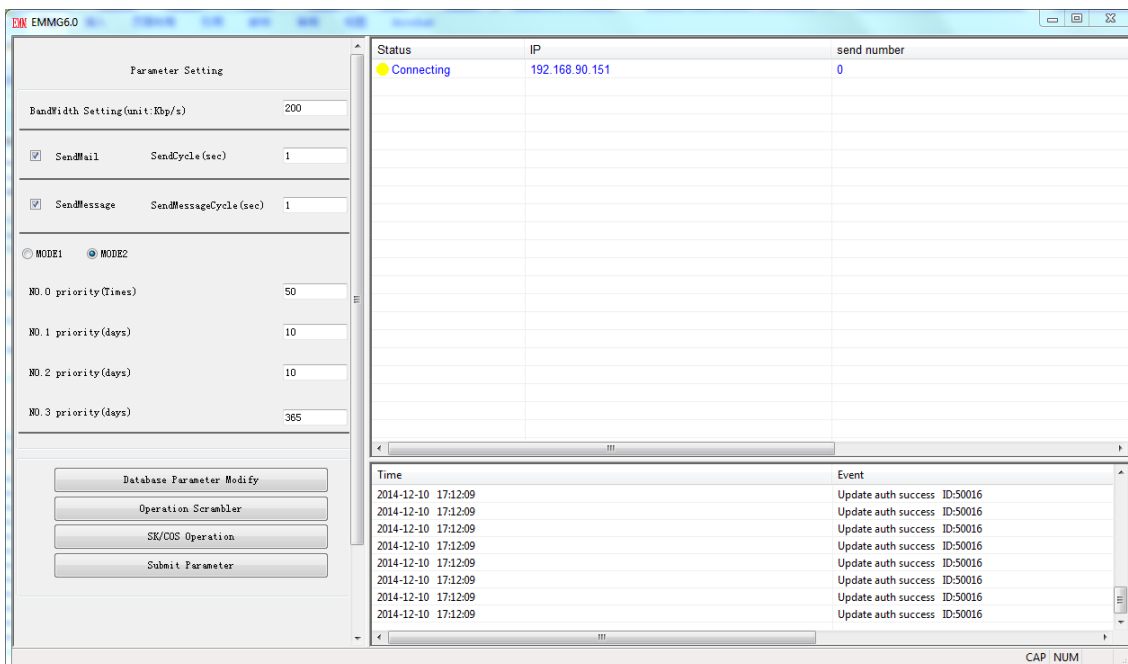 EMM EMMG6.0
Parameter Setting
BandWidth Setting(unit:Kbp/s) 200
SendMail SendCycle(sec) 1
SendMessage SendMessageCycle(sec) 1
MODE1 MODE2
NO.0 priority(Times) 50
NO.1 priority(days) 10
NO.2 priority(days) 10
NO.3 priority(days) 365
Database Parameter Modify
Operation Scrambler
SK/COS Operation
Submit Parameter
Status IP send number
Connecting 192.168.90.151 0
Time Event
2014-12-10 17:12:09 Update auth success ID:50016
2014-12-10 17:12:09 Update auth success ID:50016
2014-12-10 17:12:09 Update auth success ID:50016
2014-12-10 17:12:09 Update auth success ID:50016
2014-12-10 17:12:09 Update auth success ID:50016
2014-12-10 17:12:09 Update auth success ID:50016
2014-12-10 17:12:09 Update auth success ID:50016
2014-12-10 17:12:09 Update auth success ID:50016
CAP NUM